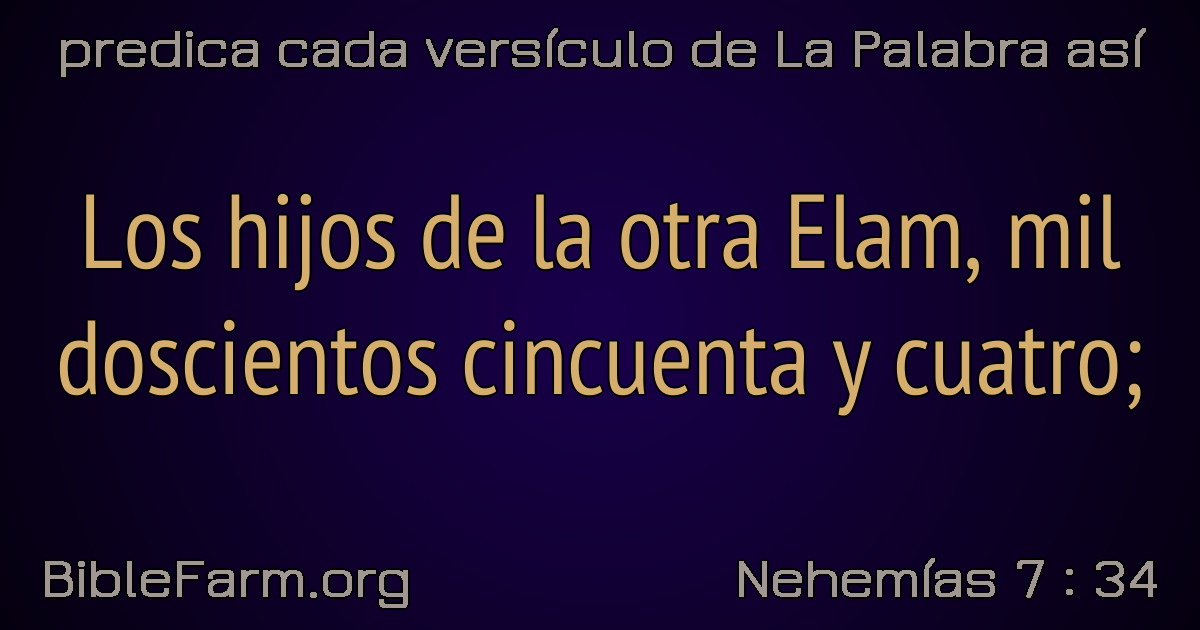 predica cada versículo de La Palabra así
Los hijos de la otra Elam, mil
doscientos cincuenta y cuatro;
BibleFarm.org
Nehemías 7 : 34